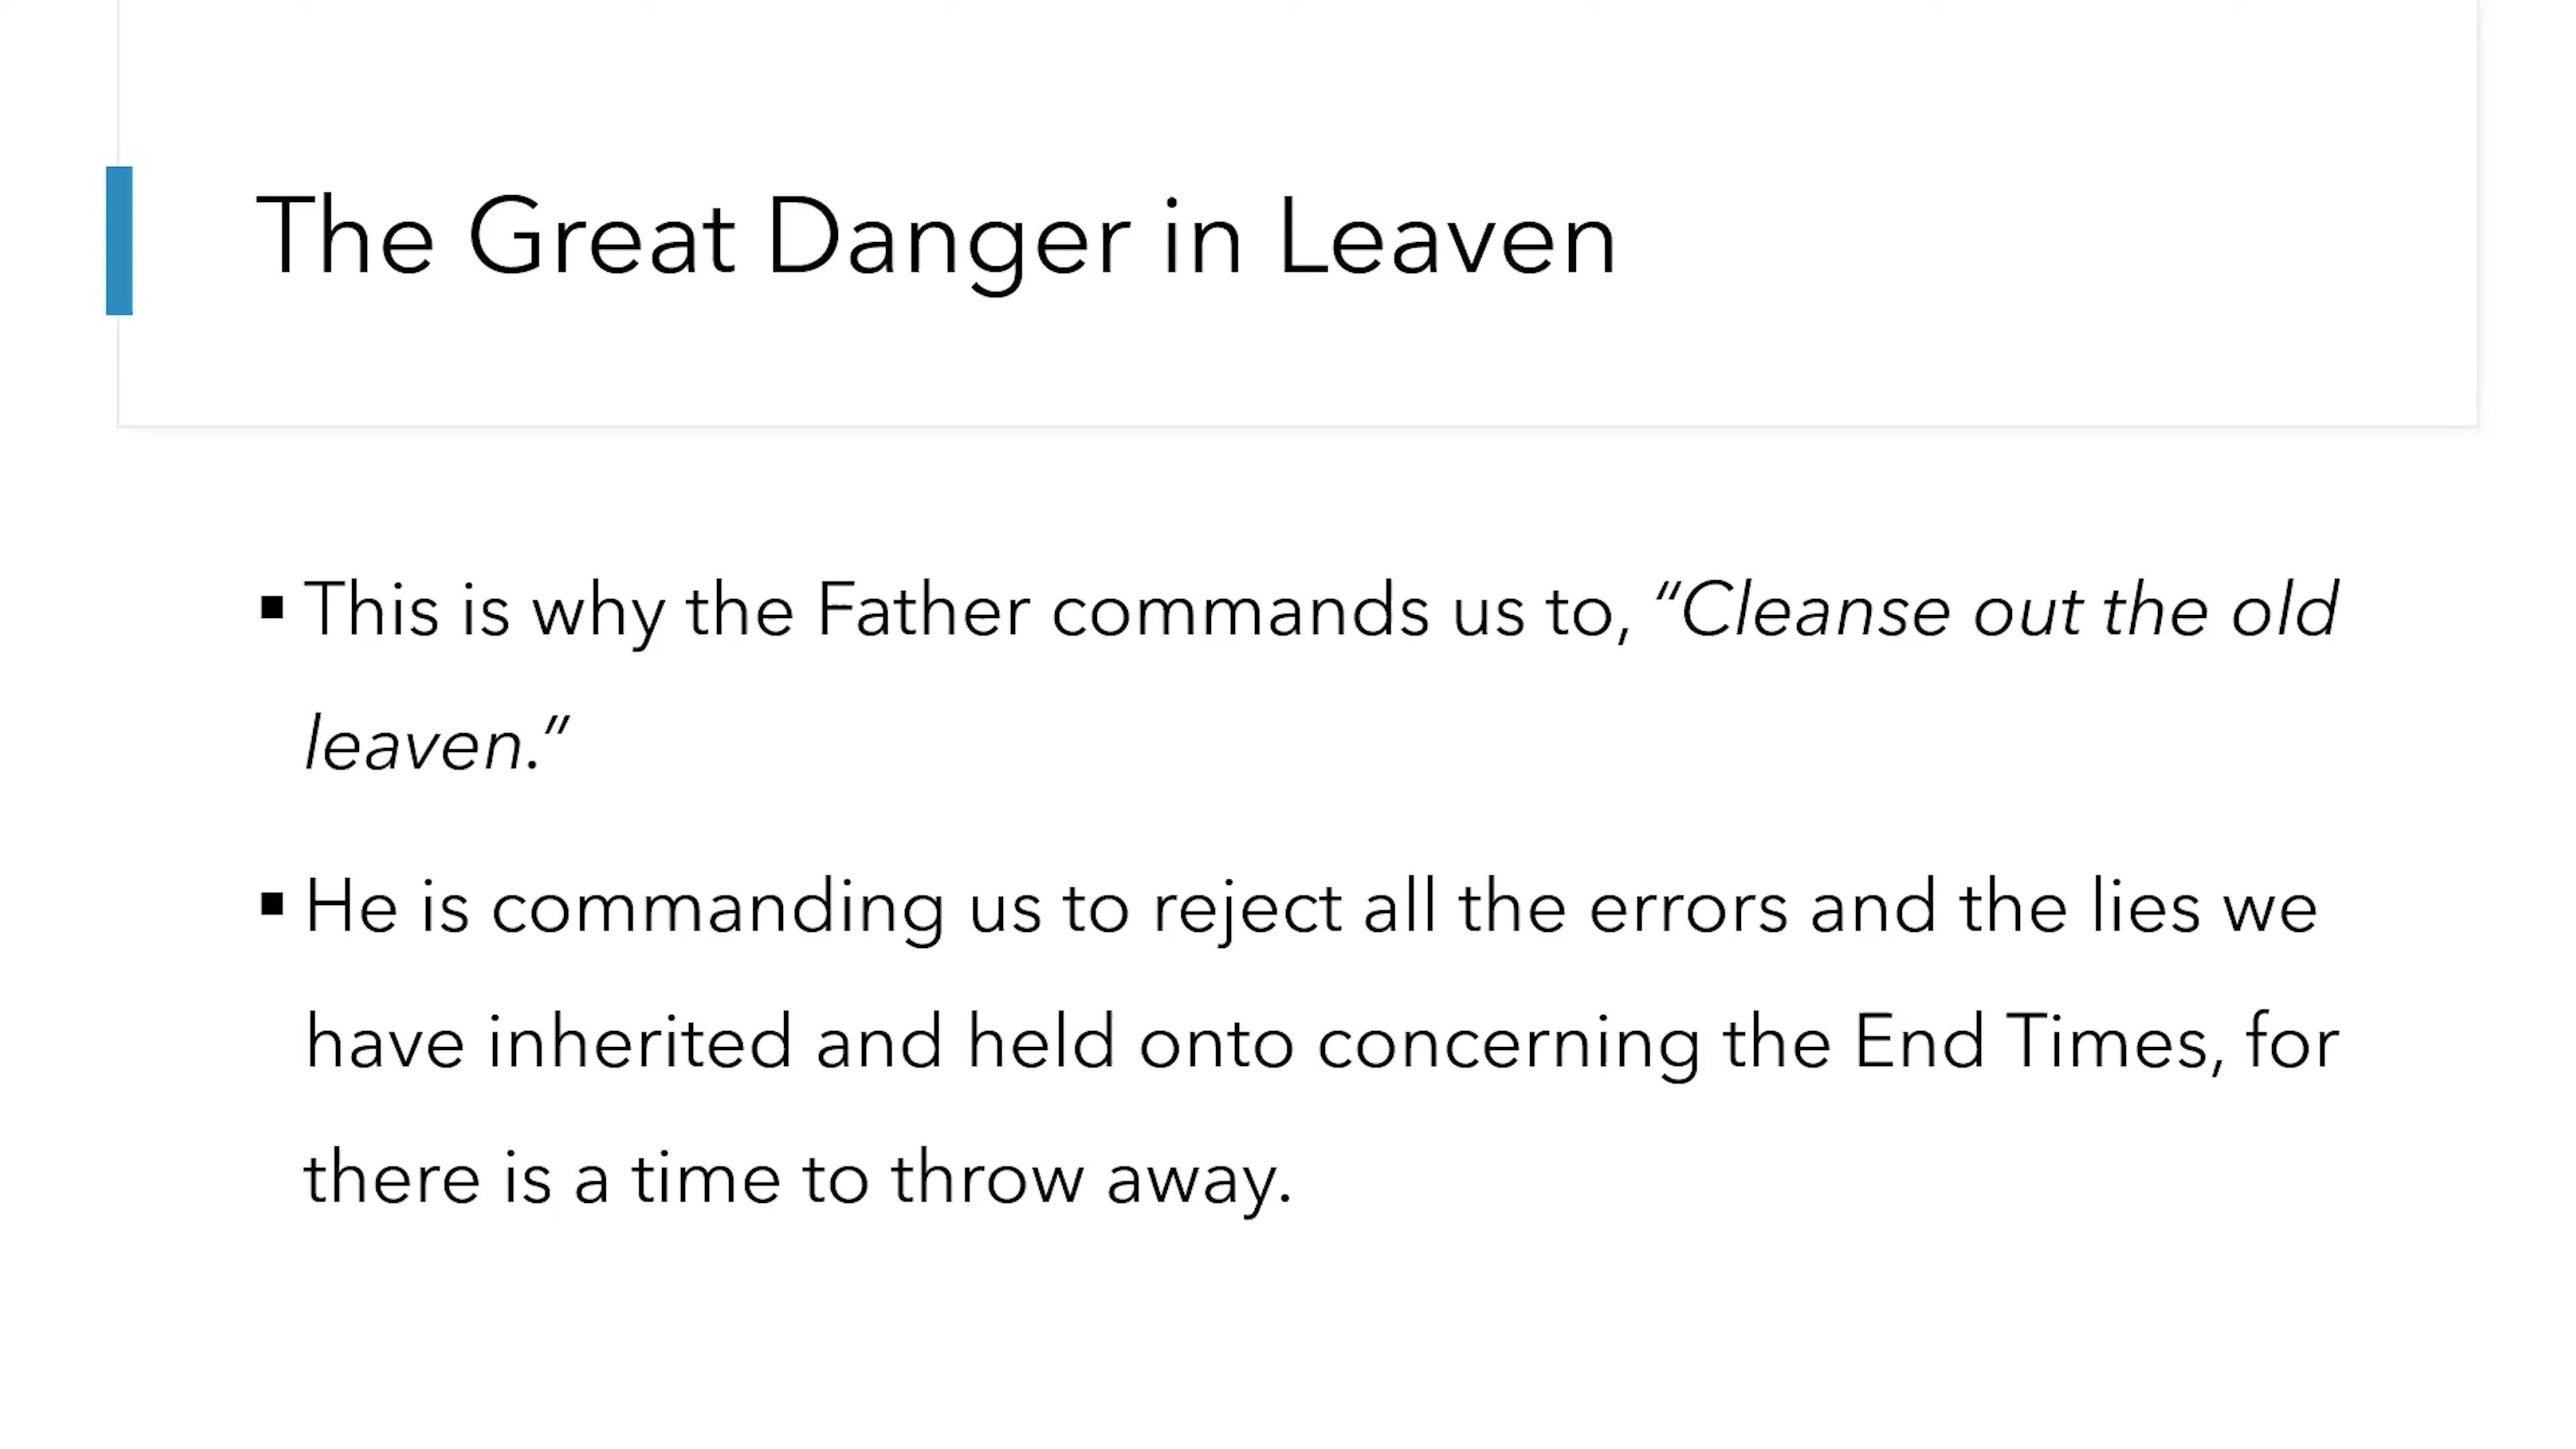 The Great Danger in Leaven
▪ This is why the Father commands us to, “Cleanse out the old
leaven.”
▪ He is commanding us to reject all the errors and the lies we
have inherited and held onto concerning the End Times, for
there is a time to throw away.